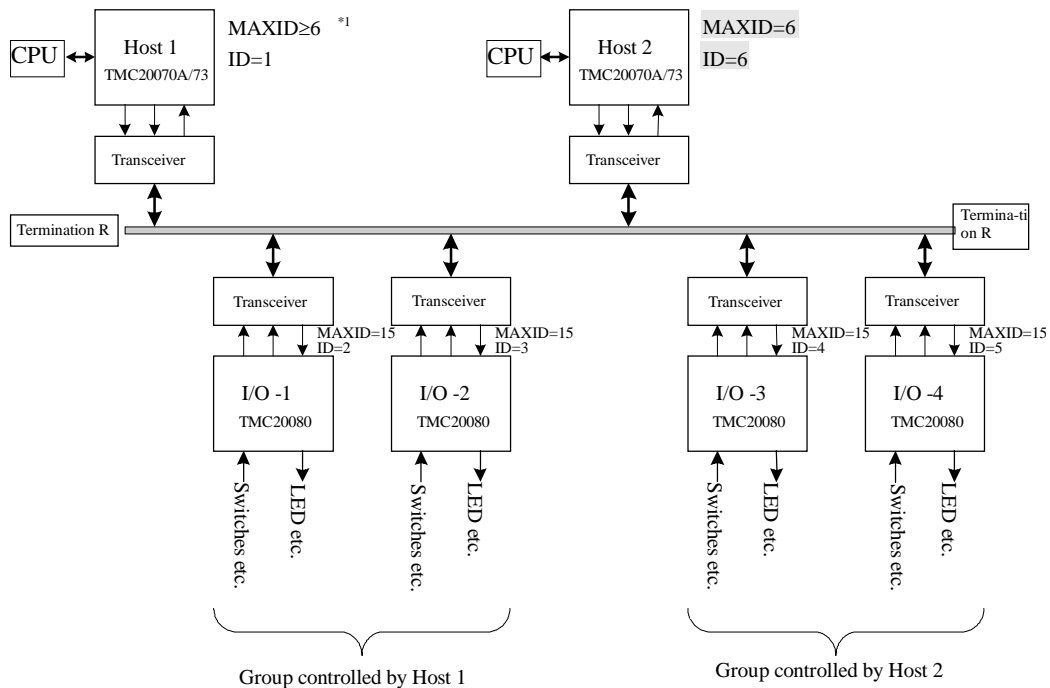 CPU
Host 1
TMC20070A/73
MAXID≥6 *1
ID=1
CPU
Host 2
TMC20070A/73
MAXID=6
ID=6
Transceiver
Transceiver
Termination R
Termina-ti
on R
Transceiver
Transceiver
Transceiver
Transceiver
MAXID=15
ID=2
MAXID=15
ID=3
MAXID=15
ID=4
MAXID=15
ID=5
I/O -1
TMC20080
I/O -2
TMC20080
I/O -3
TMC20080
I/O -4
TMC20080
Switches etc.
LED etc.
Switches etc.
LED etc.
Switches etc.
LED etc.
Switches etc.
LED etc.
Group controlled by Host 1
Group controlled by Host 2